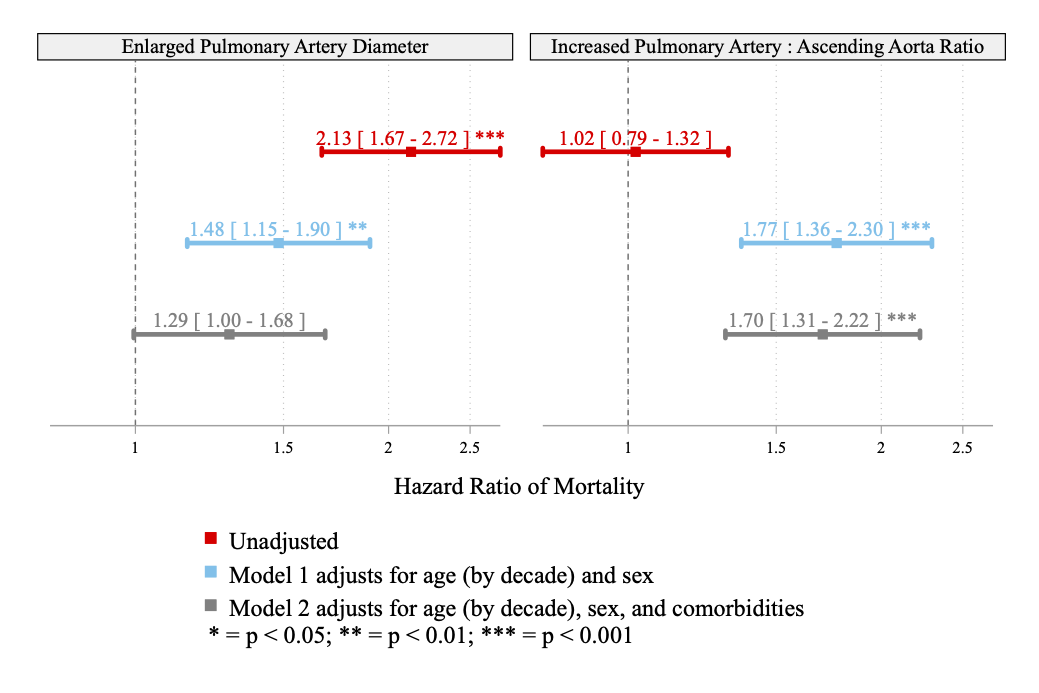 Enlarged Pulmonary Artery Diameter
Increased Pulmonary Artery : Ascending Aorta Ratio
2.13 [ 1.67 - 2.72 ] ***
1.02 [ 0.79 - 1.32 ]
1.48 [ 1.15 - 1.90 ] **
1.77 [ 1.36 - 2.30 ] ***
1.29 [ 1.00 - 1.68 ]
1.70 [ 1.31 - 2.22 ] ***
1 1.5 2 2.5
1 1.5 2 2.5
Hazard Ratio of Mortality
Unadjusted
Model 1 adjusts for age (by decade) and sex
Model 2 adjusts for age (by decade), sex, and comorbidities
* = p < 0.05; ** = p < 0.01; *** = p < 0.001